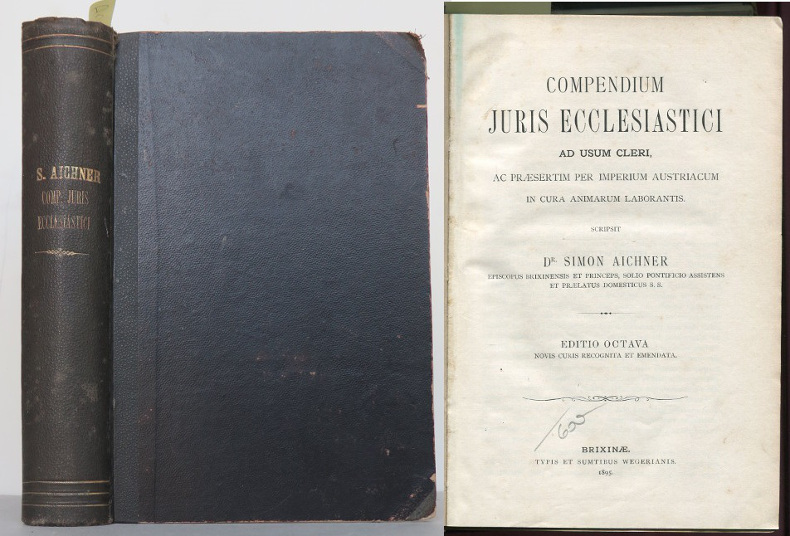 S. AICHNER
COMP. JURIS
ECCLESIASTICI
COMPENDIUM
JURIS ECCLESIASTICI
AD USUM CLERI,
AC PRÆSERTIM PER IMPERIUM AUSTRIACUM
IN CURA ANIMARUM LABORANTIS.
SCRIPSIT
DR. SIMON AICHNER
EPISCOPUS BRIXINENSIS ET PRINCEPS, SOLIO PONTIFICIO ASSISTENS
ET PRÆLATUS DOMESTICUS S. S.
EDITIO OCTAVA
NOVIS CURIS RECOGNITA ET EMENDATA.
600
BRIXINÆ.
TYPIS ET SUMTIBUS WEGERIANIS.
1895.